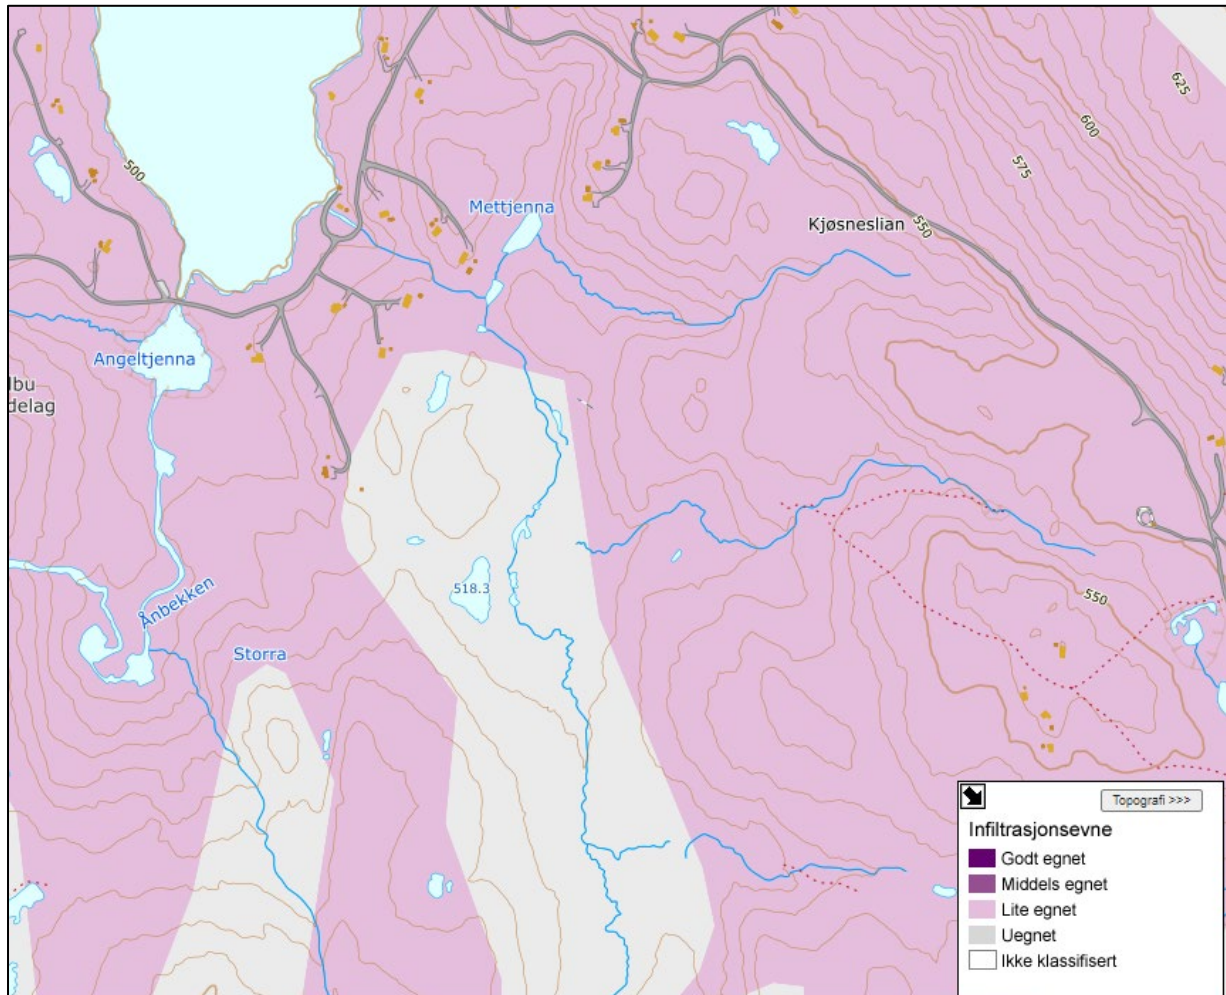 625
600
500
575
Mettjenna
Kjøsneslian
550
Angeltjenna
lbu
delag
518.3
Ånbekken
550
Storra
Topografi >>>
Infiltrasjonsevne
Godt egnet
Middels egnet
Lite egnet
Uegnet
Ikke klassifisert